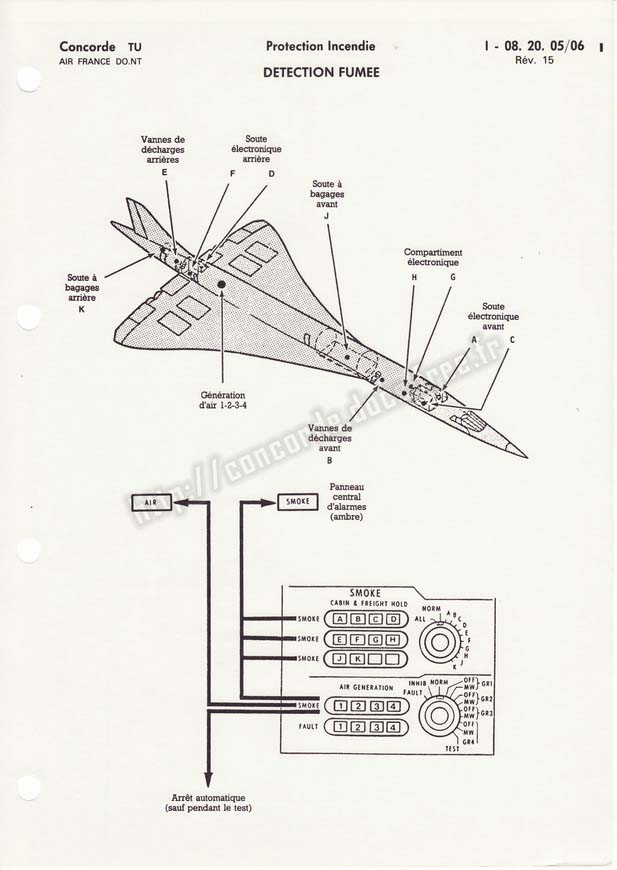 Concorde TU
AIR FRANCE DO.NT
Protection Incendie
DETECTION FUMEE
I - 08. 20. 05/06
Rév. 15
Vannes de
décharges
arrières
E
Soute
électronique
arrière
F D
Soute à
bagages
avant
J
Compartiment
électronique
H G
Soute
électronique
avant
A C
Soute à
bagages
arrière
K
Génération
d'air 1-2-3-4
Vannes de
décharges
avant
B
http://concorde.
.fr
AIR
SMOKE
Panneau
central
d'alarmes
(ambre)
SMOKE
CABIN & FREIGHT HOLD
SMOKE A B C D
SMOKE E F G H
SMOKE J K
NORM
ALL
A B C D E F G H J K
AIR GENERATION
SMOKE 1 2 3 4
FAULT 1 2 3 4
INHIB NORM
FAULT
OFF
MW
GR1
OFF
MW
GR2
OFF
MW
GR3
OFF
MW
GR4
TEST
Arrêt automatique
(sauf pendant le test)